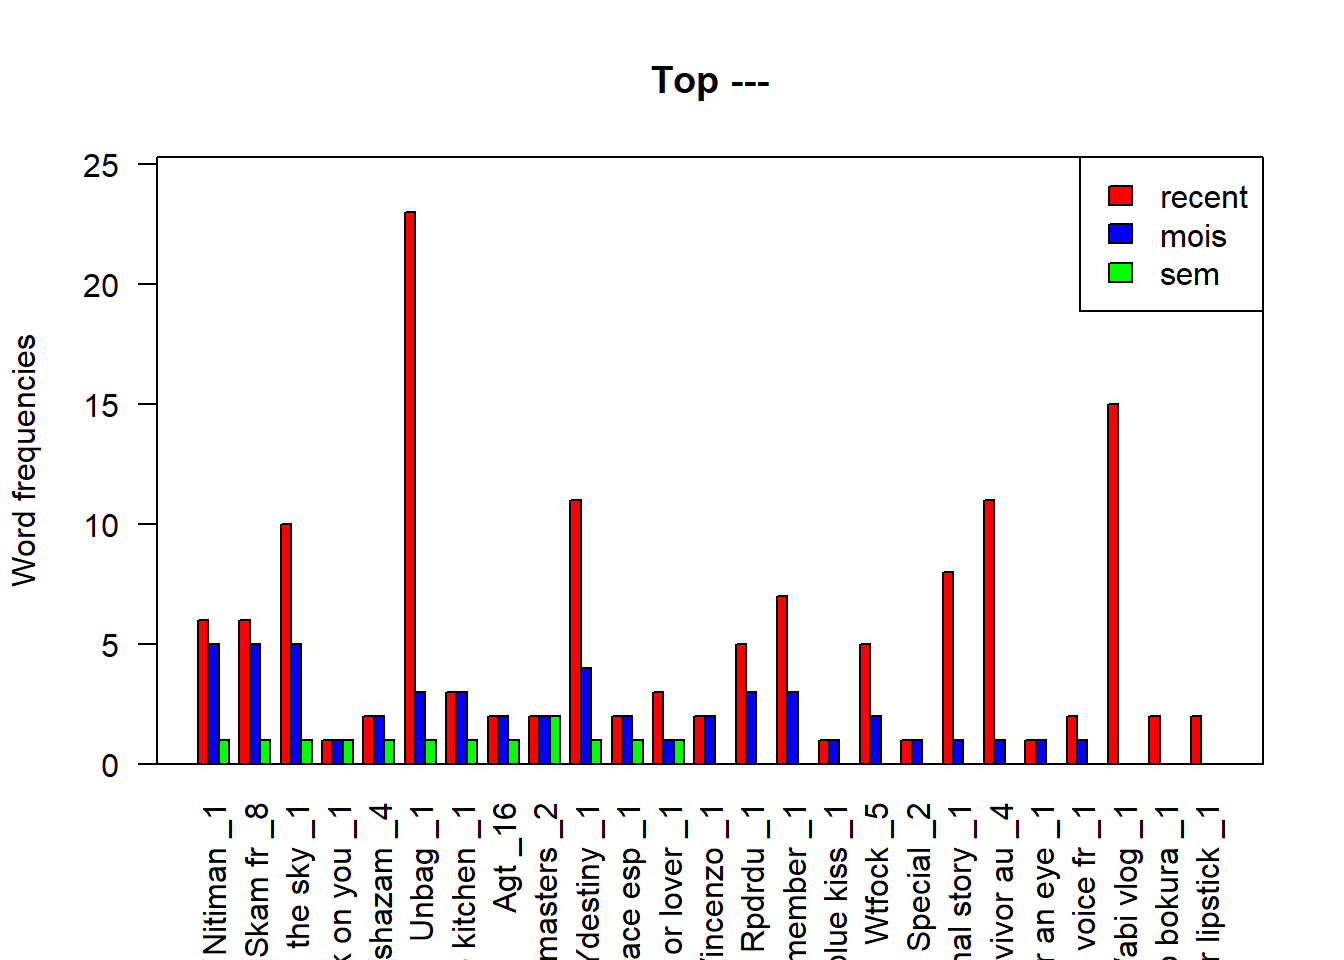 Top ---
Word frequencies
25
20
15
10
5
0
recent
mois
sem
Nitiman _1
Skam fr _8
the sky _1
on you _1
shazam _4
Unbag _1
kitchen _1
Agt _16
masters _2
Ydestiny _1
ace esp _1
or lover _1
Vincenzo _1
Rpdrdu _1
member _1
blue kiss _1
Wtfock _5
Special _2
nal story _1
vivor au _4
r an eye _1
voice fr _1
Yabi vlog _1
bokura _1
r lipstick _1